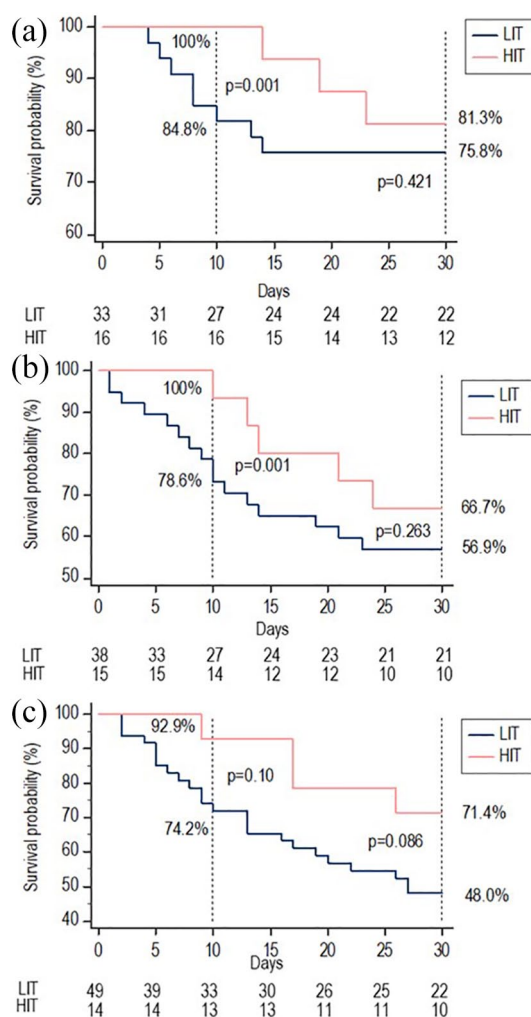 (a)
LIT
HIT
Survival probability (%)
100
90
80
70
60
100%
p=0.001
84.8%
81.3%
75.8%
p=0.421
0 5 10 15 20 25 30
Days
LIT 33 31 27 24 24 22 22
HIT 16 16 16 15 14 13 12
(b)
LIT
HIT
Survival probability (%)
100
90
80
70
60
50
100%
78.6%
p=0.001
66.7%
p=0.263
56.9%
0 5 10 15 20 25 30
Days
LIT 38 33 27 24 23 21 21
HIT 15 15 14 12 12 10 10
(c)
LIT
HIT
Survival probability (%)
100
90
80
70
60
50
40
92.9%
p=0.10
74.2%
71.4%
p=0.086
48.0%
0 5 10 15 20 25 30
Days
LIT 49 39 33 30 26 25 22
HIT 14 14 13 13 11 11 10